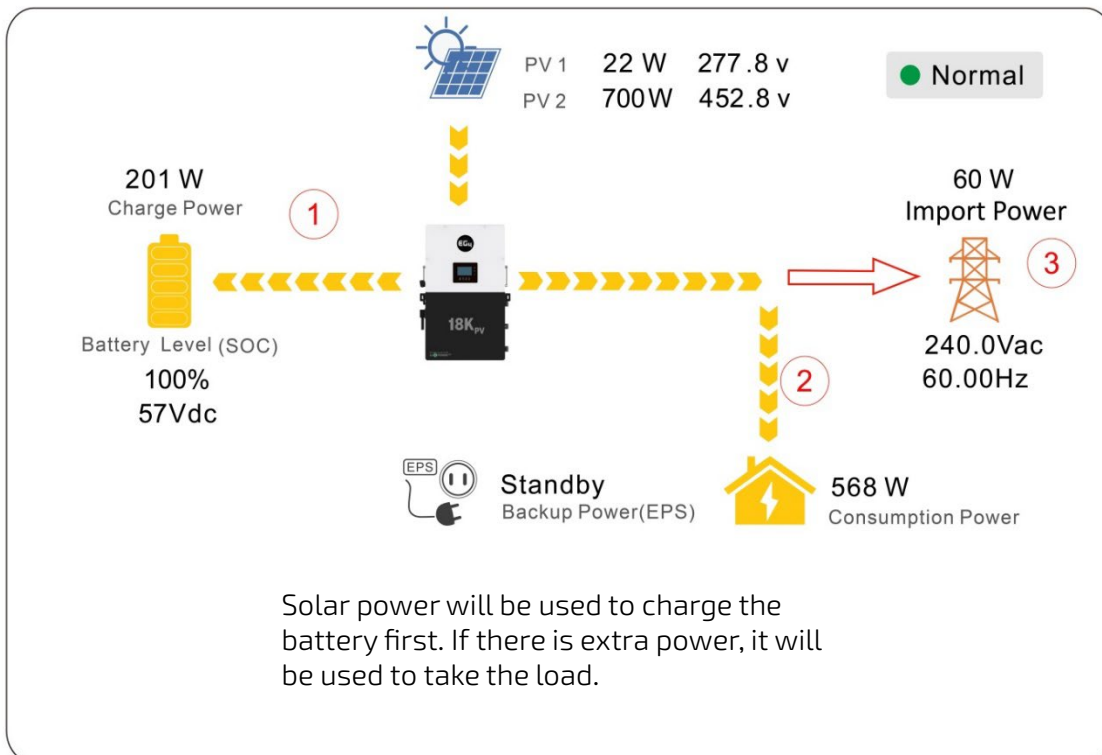 PV 1 22 W 277.8 v
PV 2 700W 452.8 v
Normal
201 W
Charge Power
1
60 W
Import Power
3
EG4
18K PV
Battery Level (SOC)
100%
57Vdc
240.0Vac
60.00Hz
2
EPS
Standby
Backup Power(EPS)
568 W
Consumption Power
Solar power will be used to charge the
battery first. If there is extra power, it will
be used to take the load.